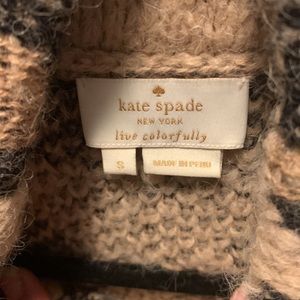 kate spade
NEW YORK
live colorfully
S
MADE IN PERU